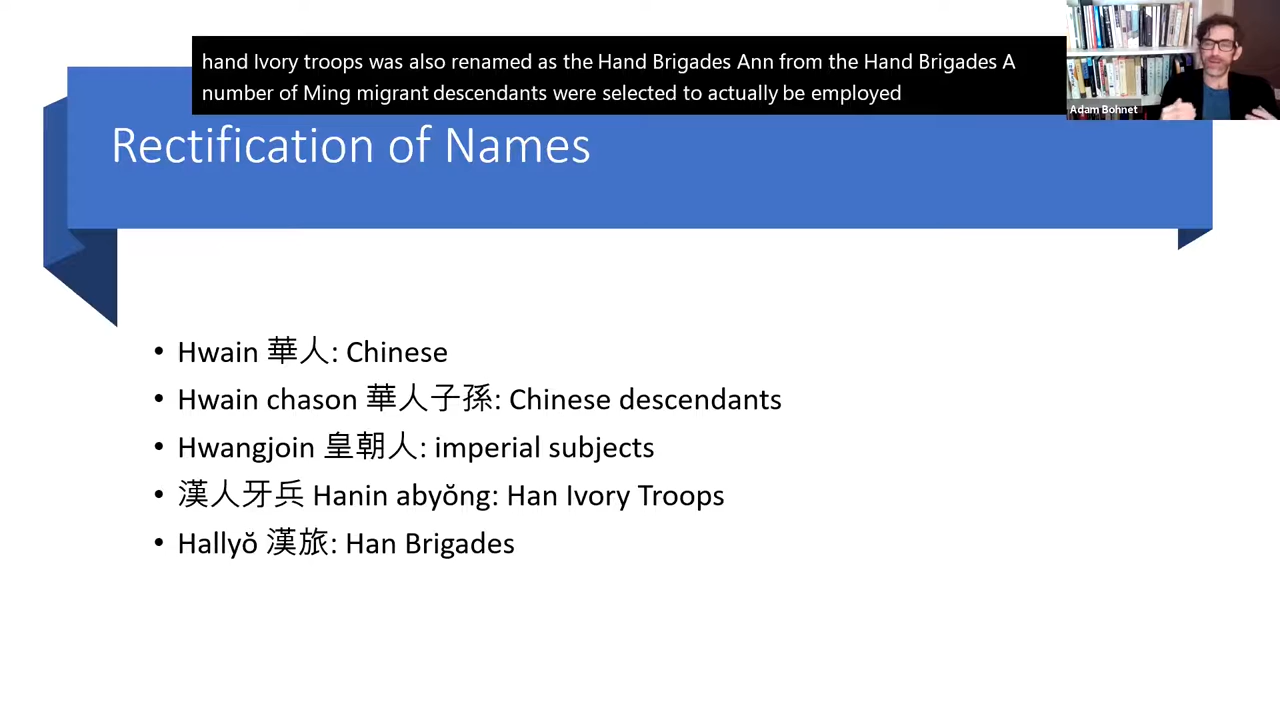 hand Ivory troops was also renamed as the Hand Brigades Ann from the Hand Brigades A
number of Ming migrant descendants were selected to actually be employed
Adam Bohnet
Rectification of Names
• Hwain 華人: Chinese
• Hwain chason 華人子孫: Chinese descendants
• Hwangjoin 皇朝人: imperial subjects
• 漢人牙兵 Hanin abyŏng: Han Ivory Troops
• Hallyŏ 漢旅: Han Brigades